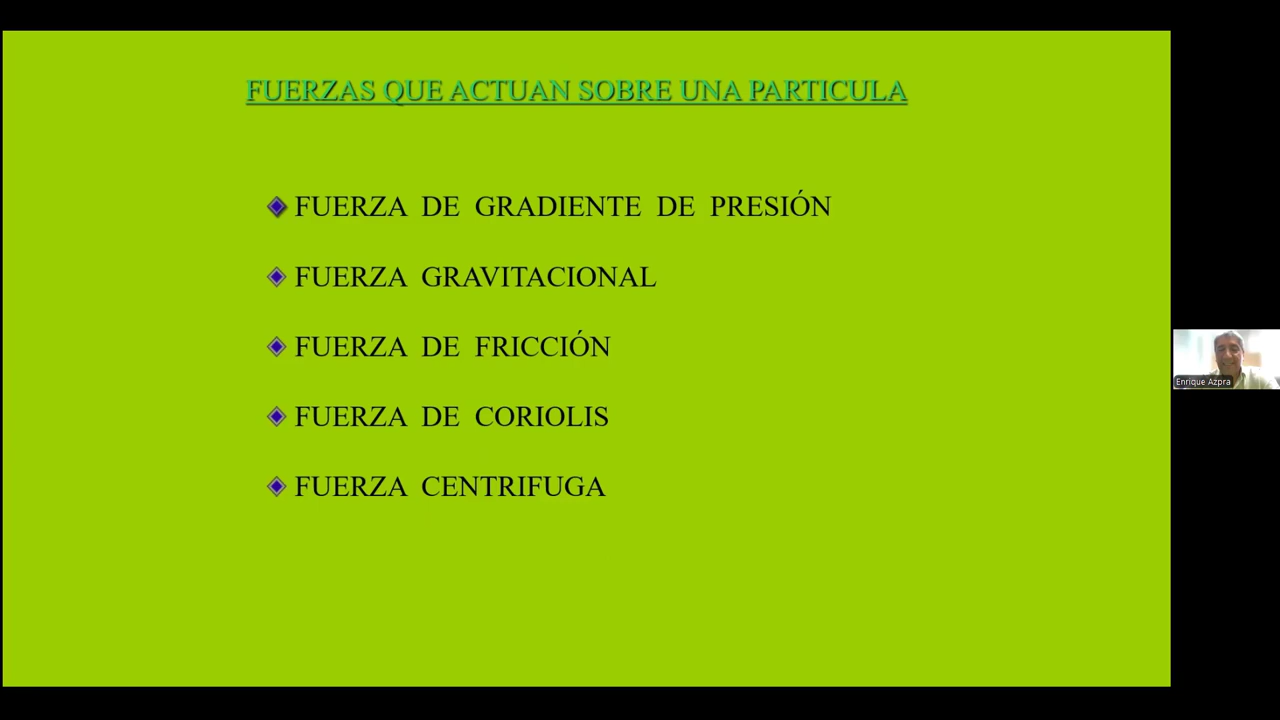 FUERZAS QUE ACTUAN SOBRE UNA PARTICULA
FUERZA DE GRADIENTE DE PRESIÓN
FUERZA GRAVITACIONAL
FUERZA DE FRICCIÓN
FUERZA DE CORIOLIS
FUERZA CENTRIFUGA
Enrique Azpra